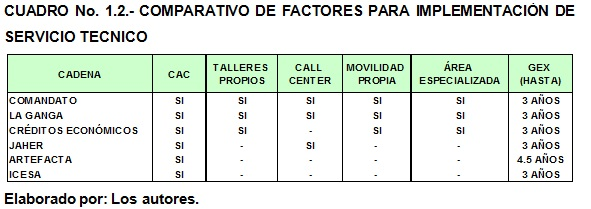 CUADRO No. 1.2.- COMPARATIVO DE FACTORES PARA IMPLEMENTACIÓN DE
SERVICIO TECNICO
CADENA CAC TALLERES PROPIOS CALL CENTER MOVILIDAD PROPIA ÁREA ESPECIALIZADA GEX (HASTA)
COMANDATO SI SI SI SI SI 3 AÑOS
LA GANGA SI SI SI SI SI 3 AÑOS
CRÉDITOS ECONÓMICOS SI SI - SI SI 3 AÑOS
JAHER SI - SI - - 3 AÑOS
ARTEFACTA SI - - - - 4.5 AÑOS
ICESA SI - - - - 3 AÑOS
Elaborado por: Los autores.